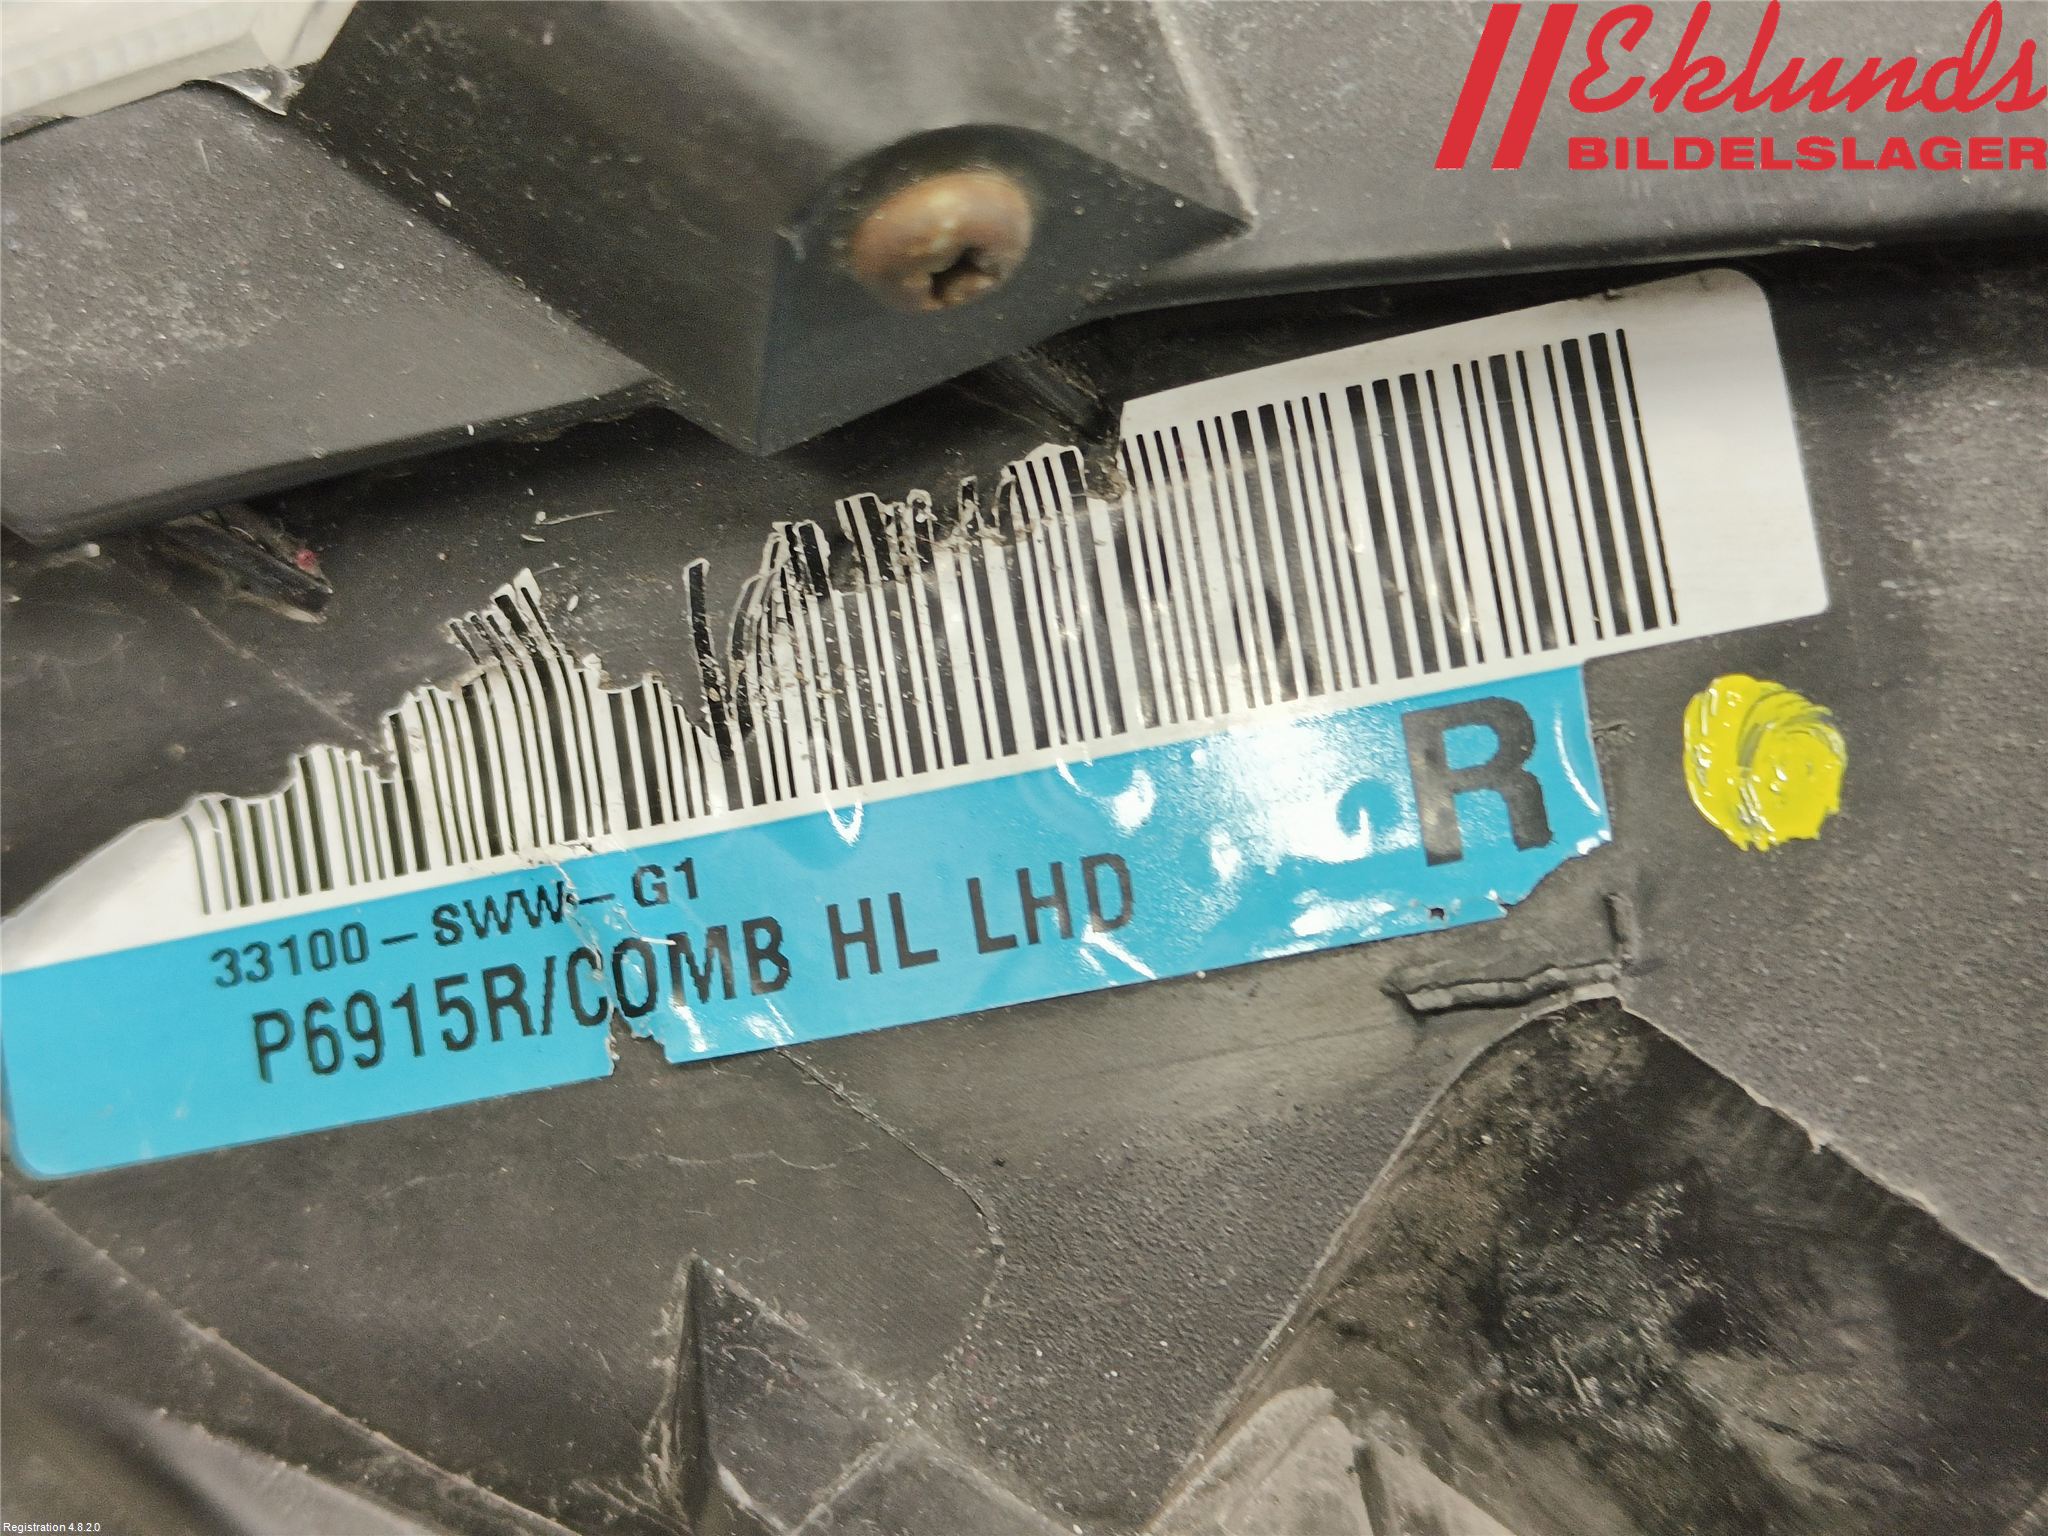 Eklunds
BILDELSLAGER
R
33100-SWW-G1
P6915R/COMB HL LHD
Registration 4.8.2.0